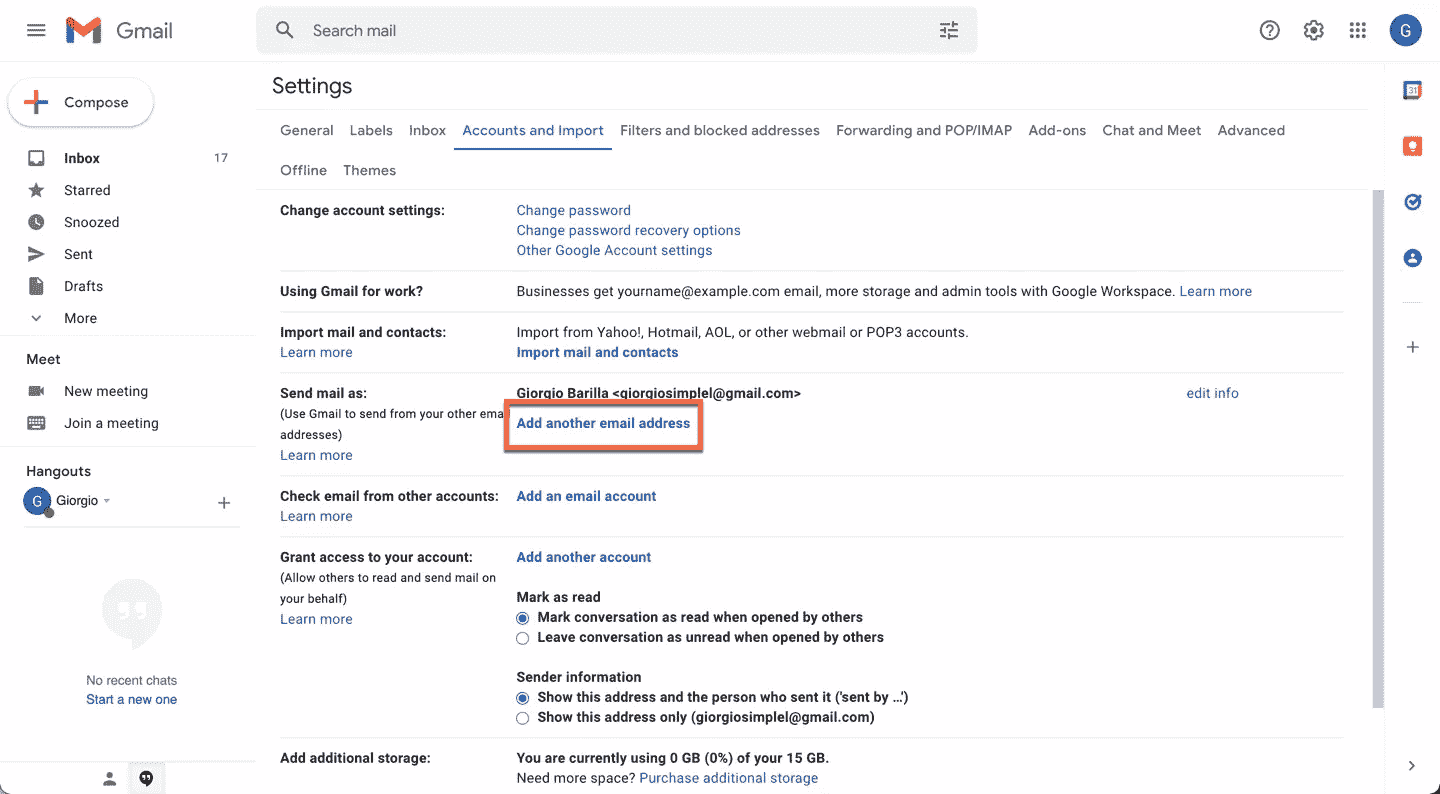 Gmail
Search mail
G
Compose
Inbox 17
Starred
Snoozed
Sent
Drafts
More
Meet
New meeting
Join a meeting
Hangouts
G Giorgio
No recent chats
Start a new one
Settings
General Labels Inbox Accounts and Import Filters and blocked addresses Forwarding and POP/IMAP Add-ons Chat and Meet Advanced
Offline Themes
Change account settings: Change password
Change password recovery options
Other Google Account settings
Using Gmail for work? Businesses get yourname@example.com email, more storage and admin tools with Google Workspace. Learn more
Import mail and contacts: Import from Yahoo!, Hotmail, AOL, or other webmail or POP3 accounts.
Learn more Import mail and contacts
Send mail as: Giorgio Barilla <giorgiosimplel@gmail.com> edit info
(Use Gmail to send from your other email
Add another email address
addresses)
Learn more
Check email from other accounts: Add an email account
Learn more
Grant access to your account: Add another account
(Allow others to read and send mail on
your behalf)
Learn more
Mark as read
Mark conversation as read when opened by others
Leave conversation as unread when opened by others
Sender information
Show this address and the person who sent it ('sent by ...')
Show this address only (giorgiosimplel@gmail.com)
Add additional storage: You are currently using 0 GB (0%) of your 15 GB.
Need more space? Purchase additional storage
31